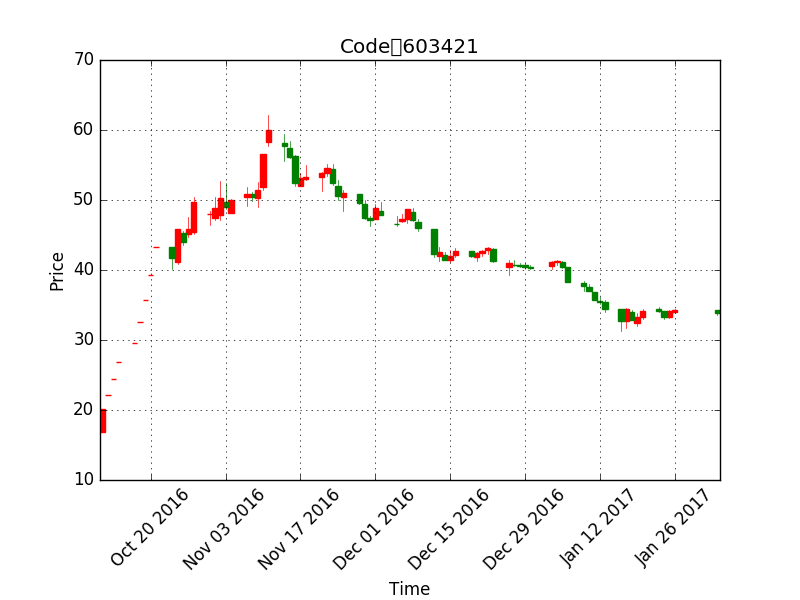 Code▯603421
70
60
50
40
30
20
10
Price
Oct 20 2016
Nov 03 2016
Nov 17 2016
Dec 01 2016
Dec 15 2016
Dec 29 2016
Jan 12 2017
Jan 26 2017
Time